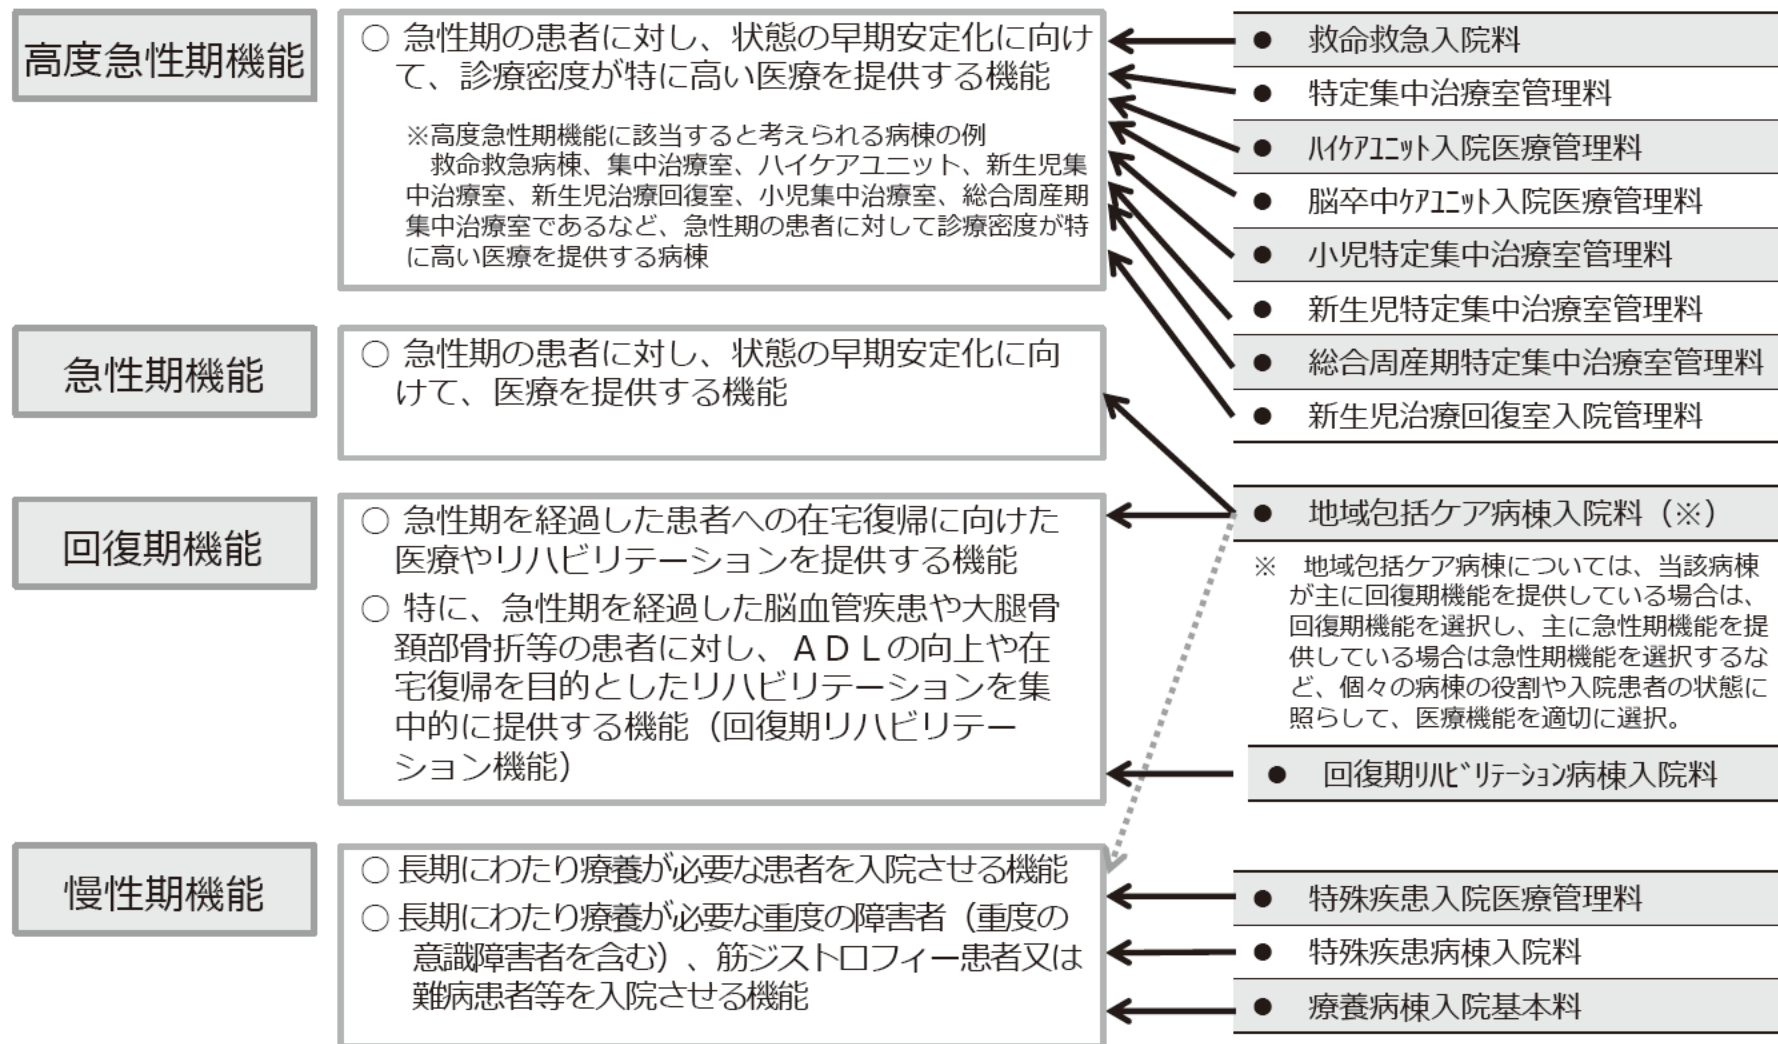 高度急性期機能
○ 急性期の患者に対し、状態の早期安定化に向け
て、診療密度が特に高い医療を提供する機能
※高度急性期機能に該当すると考えられる病棟の例
救命救急病棟、集中治療室、ハイケアユニット、新生児集
中治療室、新生児治療回復室、小児集中治療室、総合周産期
集中治療室であるなど、急性期の患者に対して診療密度が特
に高い医療を提供する病棟
● 救命救急入院料
● 特定集中治療室管理料
● ﾊｲｹｱﾕﾆｯﾄ入院医療管理料
● 脳卒中ｹｱﾕﾆｯﾄ入院医療管理料
● 小児特定集中治療室管理料
● 新生児特定集中治療室管理料
● 総合周産期特定集中治療室管理料
● 新生児治療回復室入院管理料
急性期機能
○ 急性期の患者に対し、状態の早期安定化に向
けて、医療を提供する機能
回復期機能
○ 急性期を経過した患者への在宅復帰に向けた
医療やリハビリテーションを提供する機能
○ 特に、急性期を経過した脳血管疾患や大腿骨
頚部骨折等の患者に対し、ＡＤＬの向上や在
宅復帰を目的としたリハビリテーションを集
中的に提供する機能（回復期リハビリテー
ション機能）
● 地域包括ケア病棟入院料（※）
※ 地域包括ケア病棟については、当該病棟
が主に回復期機能を提供している場合は、
回復期機能を選択し、主に急性期機能を提
供している場合は急性期機能を選択するな
ど、個々の病棟の役割や入院患者の状態に
照らして、医療機能を適切に選択。
● 回復期ﾘﾊﾋﾞﾘﾃｰｼｮﾝ病棟入院料
慢性期機能
○ 長期にわたり療養が必要な患者を入院させる機能
○ 長期にわたり療養が必要な重度の障害者（重度の
意識障害者を含む）、筋ジストロフィー患者又は
難病患者等を入院させる機能
● 特殊疾患入院医療管理料
● 特殊疾患病棟入院料
● 療養病棟入院基本料